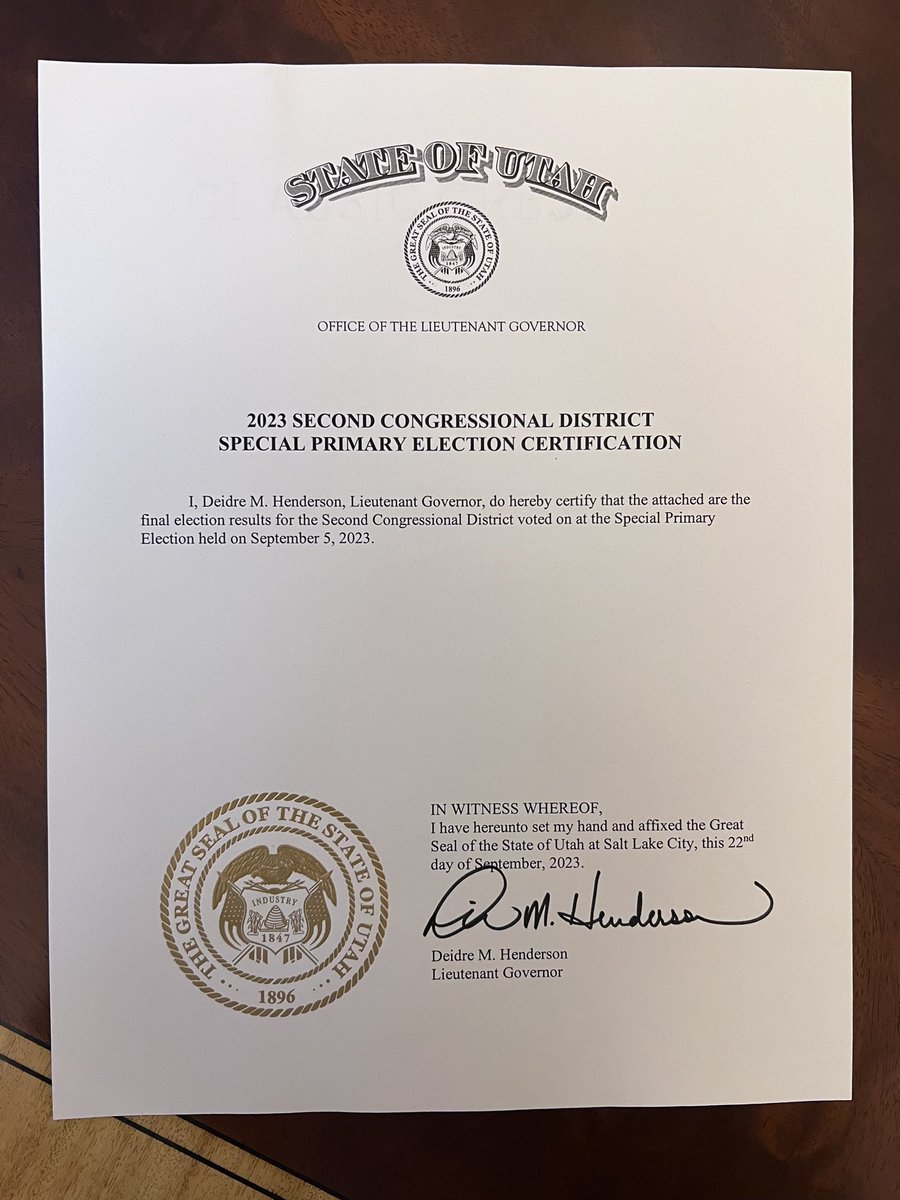 STATE OF UTAH
THE GREAT SEAL OF THE STATE OF UTAH
INDUSTRY
1847
1896
OFFICE OF THE LIEUTENANT GOVERNOR
2023 SECOND CONGRESSIONAL DISTRICT
SPECIAL PRIMARY ELECTION CERTIFICATION
I, Deidre M. Henderson, Lieutenant Governor, do hereby certify that the attached are the
final election results for the Second Congressional District voted on at the Special Primary
Election held on September 5, 2023.
IN WITNESS WHEREOF,
I have hereunto set my hand and affixed the Great
Seal of the State of Utah at Salt Lake City, this 22nd
day of September, 2023.
Dei M. Henderson
Deidre M. Henderson
Lieutenant Governor
THE GREAT SEAL OF THE STATE OF UTAH
INDUSTRY
1847
1896